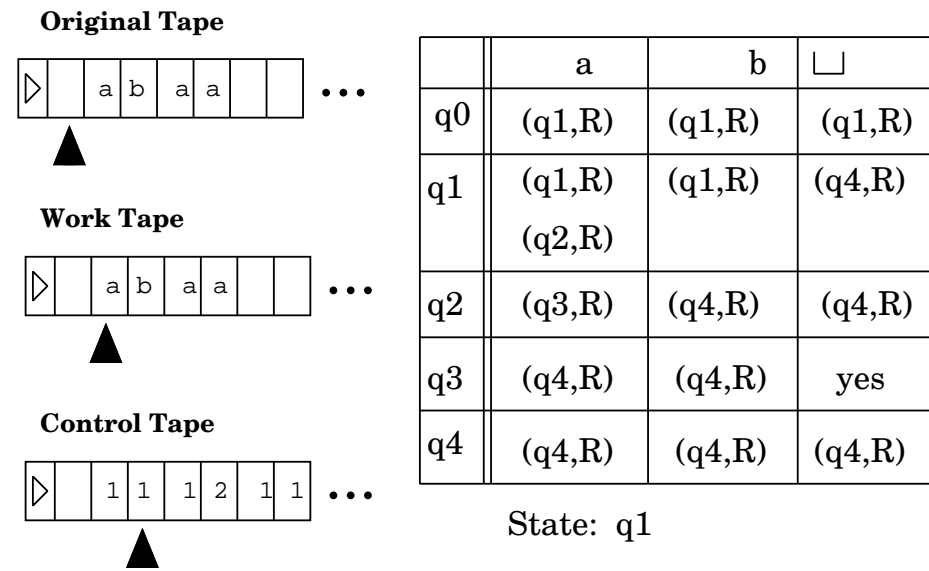 Original Tape
▷ a b a a ...
Work Tape
▷ a b a a ...
Control Tape
▷ 1 1 1 2 1 1 ...
a b ⊔
q0 (q1,R) (q1,R) (q1,R)
q1 (q1,R) (q1,R) (q4,R)
(q2,R)
q2 (q3,R) (q4,R) (q4,R)
q3 (q4,R) (q4,R) yes
q4 (q4,R) (q4,R) (q4,R)
State: q1